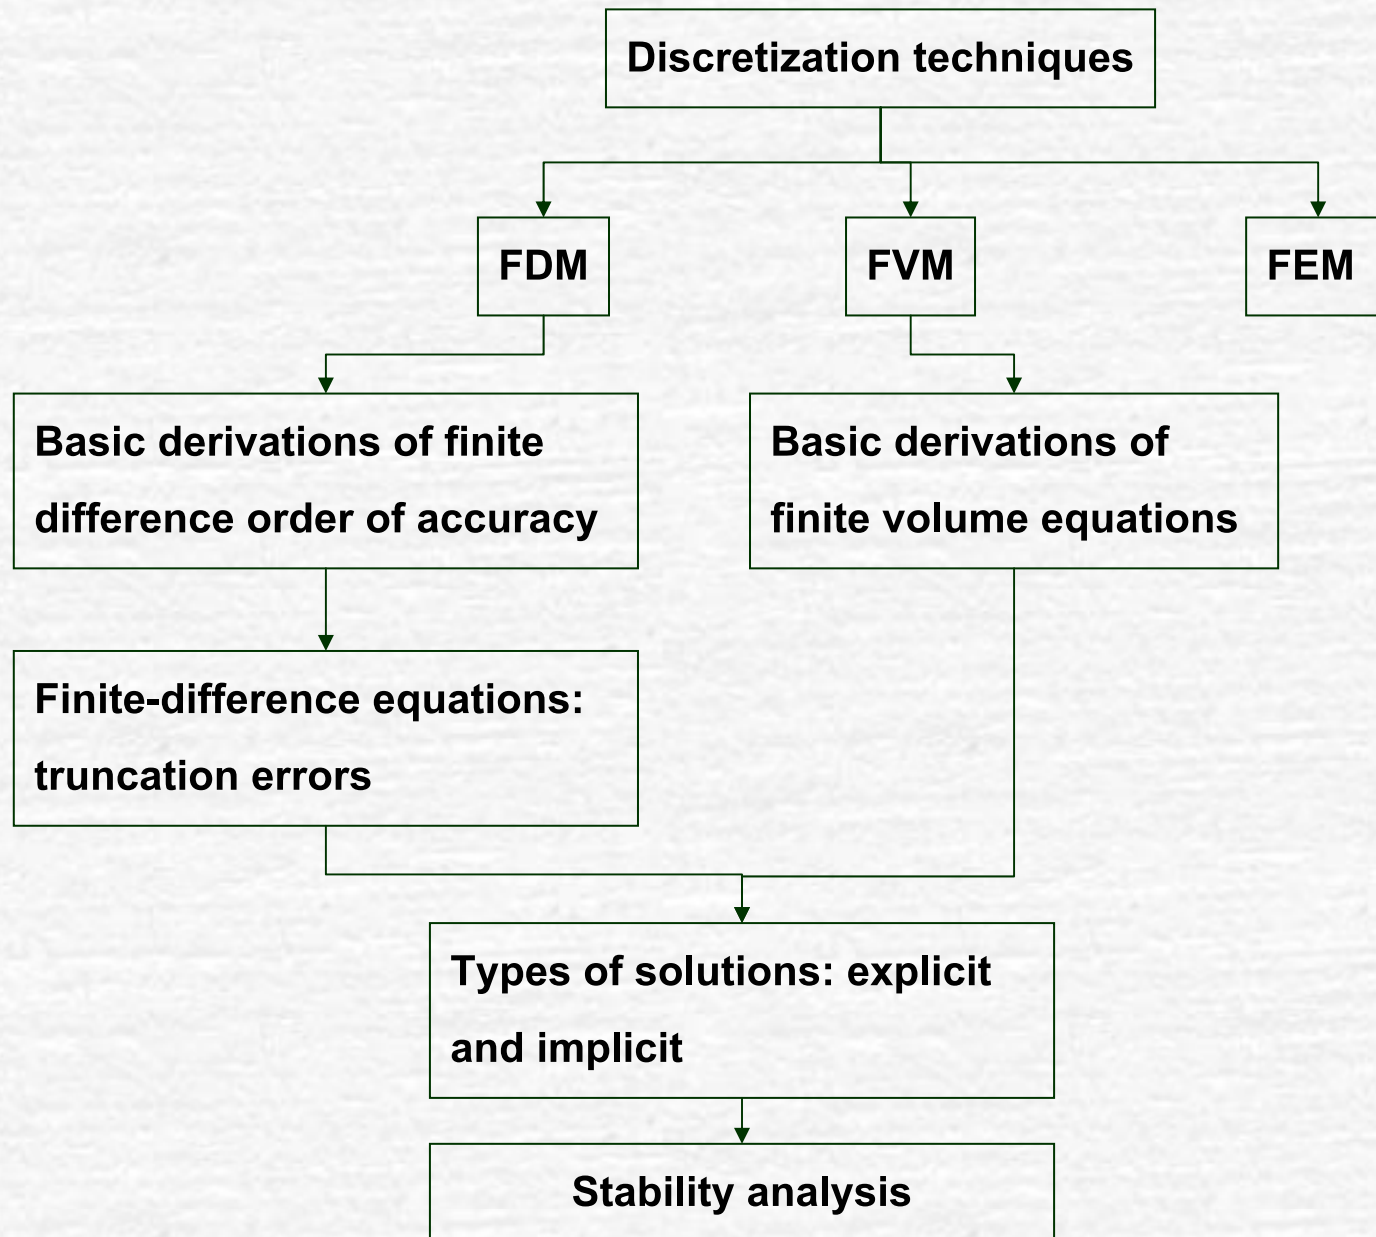 Discretization techniques
FDM
FVM
FEM
Basic derivations of finite
difference order of accuracy
Basic derivations of
finite volume equations
Finite-difference equations:
truncation errors
Types of solutions: explicit
and implicit
Stability analysis